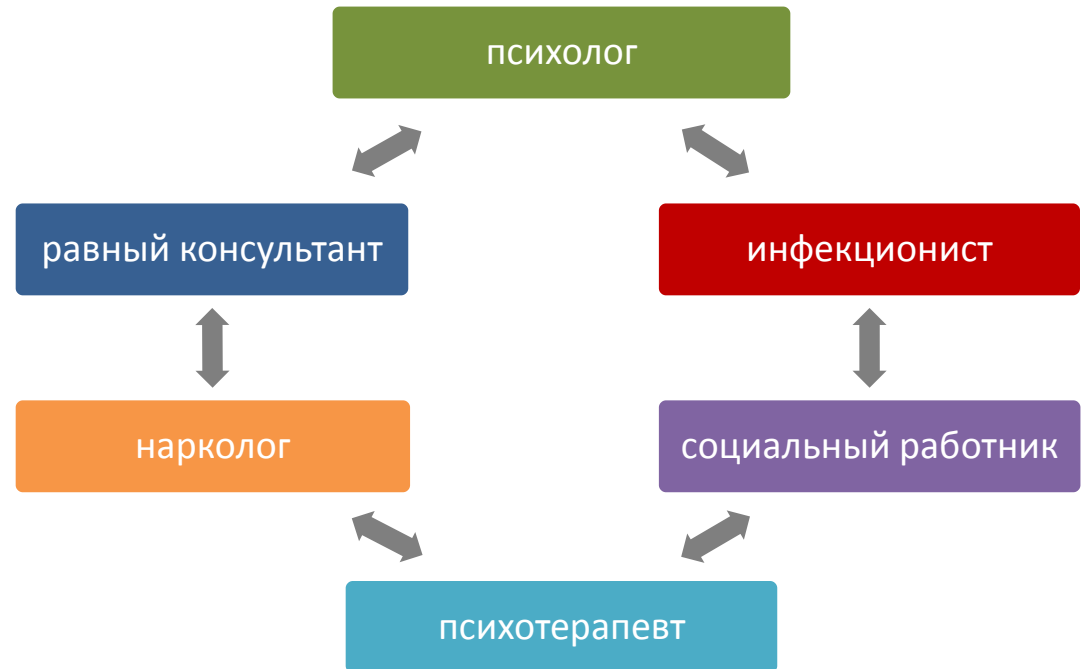 психолог
равный консультант
инфекционист
нарколог
социальный работник
психотерапевт